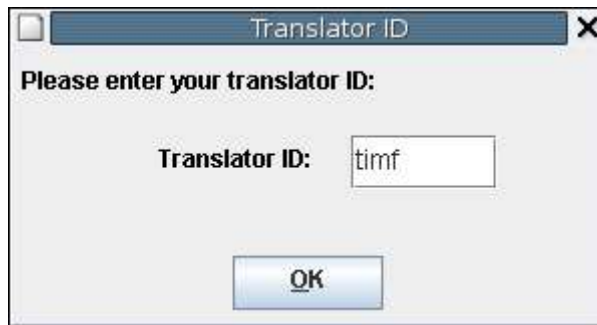 Translator ID
Please enter your translator ID:
Translator ID: timf
OK